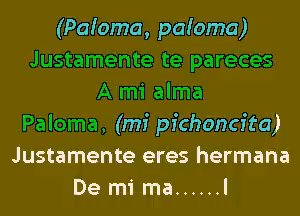 (Paloma, paloma)
Justamente te pareces
A mi alma
Paloma, (mi pichoncita)
Justamente eres hermana
De mi ma......l